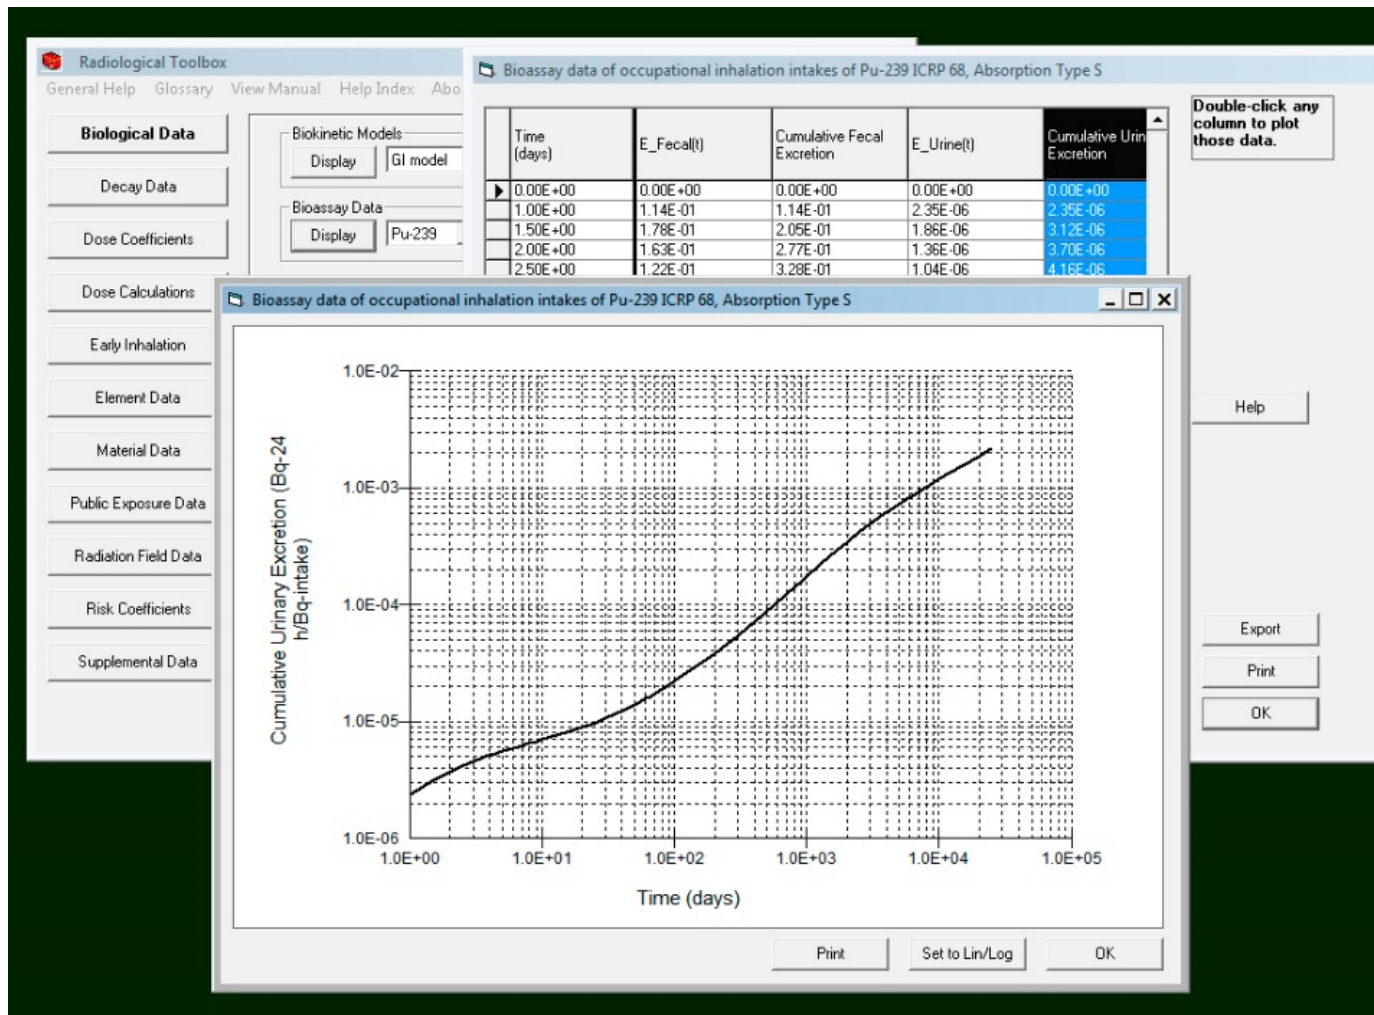 Radiological Toolbox
General Help Glossary View Manual Help Index Abo
Biological Data
Decay Data
Dose Coefficients
Dose Calculations
Early Inhalation
Element Data
Material Data
Public Exposure Data
Radiation Field Data
Risk Coefficients
Supplemental Data
Biokinetic Models
Display GI model
Bioassay Data
Display Pu-239
Bioassay data of occupational inhalation intakes of Pu-239 ICRP 68, Absorption Type S
Time (days) E_Fecal(t) Cumulative Fecal Excretion E_Urine(t) Cumulative Urin Excretion
0.00E+00 0.00E+00 0.00E+00 0.00E+00 0.00E+00
1.00E+00 1.14E-01 1.14E-01 2.35E-06 2.35E-06
1.50E+00 1.78E-01 2.05E-01 1.86E-06 3.12E-06
2.00E+00 1.63E-01 2.77E-01 1.36E-06 3.70E-06
2.50E+00 1.22E-01 3.28E-01 1.04E-06 4.16E-06
Double-click any
column to plot
those data.
Help
Export
Print
OK
Bioassay data of occupational inhalation intakes of Pu-239 ICRP 68, Absorption Type S
Cumulative Urinary Excretion (Bq-24
h/Bq-intake)
1.0E-02
1.0E-03
1.0E-04
1.0E-05
1.0E-06
1.0E+00 1.0E+01 1.0E+02 1.0E+03 1.0E+04 1.0E+05
Time (days)
Print Set to Lin/Log OK